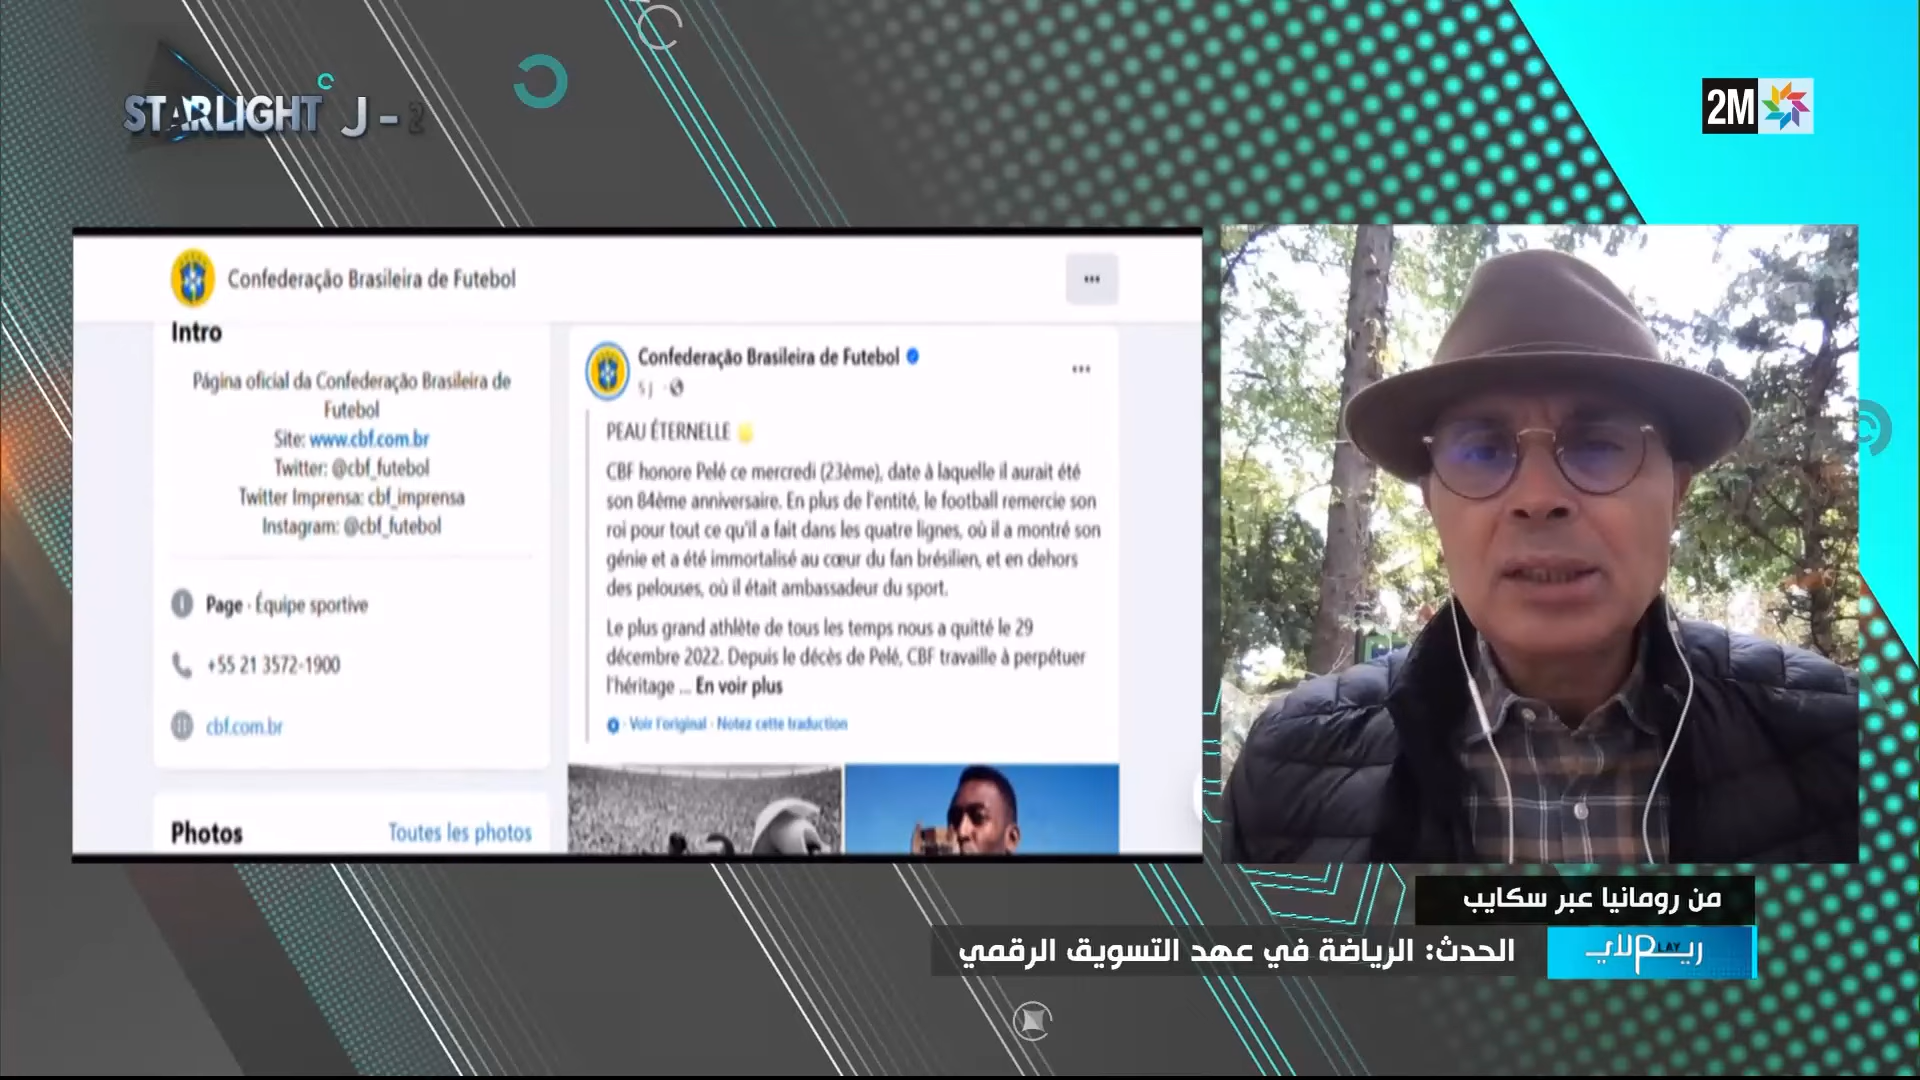 STARLIGHT J-2
2M
Confederação Brasileira de Futebol
Intro
Página oficial da Confederação Brasileira de
Futebol
Site: www.cbf.com.br
Twitter: @cbf_futebol
Twitter Imprensa: cbf_imprensa
Instagram: @cbf_futebol
Page · Équipe sportive
+55 21 3572-1900
cbf.com.br
Photos
Toutes les photos
Confederação Brasileira de Futebol
5 j
PEAU ÉTERNELLE
CBF honore Pelé ce mercredi (23ème), date à laquelle il aurait été
son 84ème anniversaire. En plus de l'entité, le football remercie son
roi pour tout ce qu'il a fait dans les quatre lignes, où il a montré son
génie et a été immortalisé au cœur du fan brésilien, et en dehors
des pelouses, où il était ambassadeur du sport.
Le plus grand athlète de tous les temps nous a quitté le 29
décembre 2022. Depuis le décès de Pelé, CBF travaille à perpétuer
l'héritage ... En voir plus
Voir l'original · Notez cette traduction
من رومانيا عبر سكايب
الحدث: الرياضة في عهد التسويق الرقمي
ريپلاي
PLAY